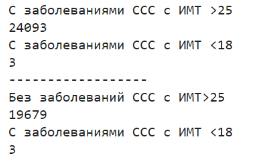 С заболеваниями ССС с ИМТ >25
24093
С заболеваниями ССС с ИМТ <18
3
------------------
Без заболеваний ССС с ИМТ>25
19679
С заболеваниями ССС с ИМТ <18
3